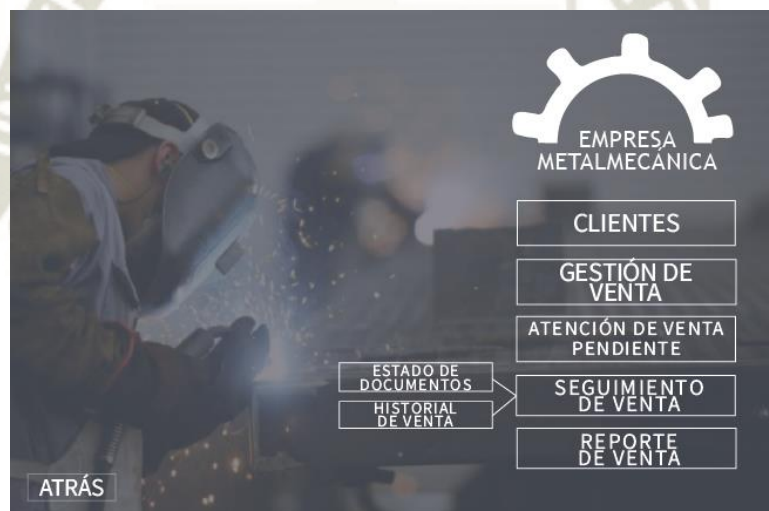 EMPRESA
METALMECÁNICA
CLIENTES
GESTIÓN DE
VENTA
ATENCIÓN DE VENTA
PENDIENTE
ESTADO DE
DOCUMENTOS
HISTORIAL
DE VENTA
SEGUIMIENTO
DE VENTA
REPORTE
DE VENTA
ATRÁS